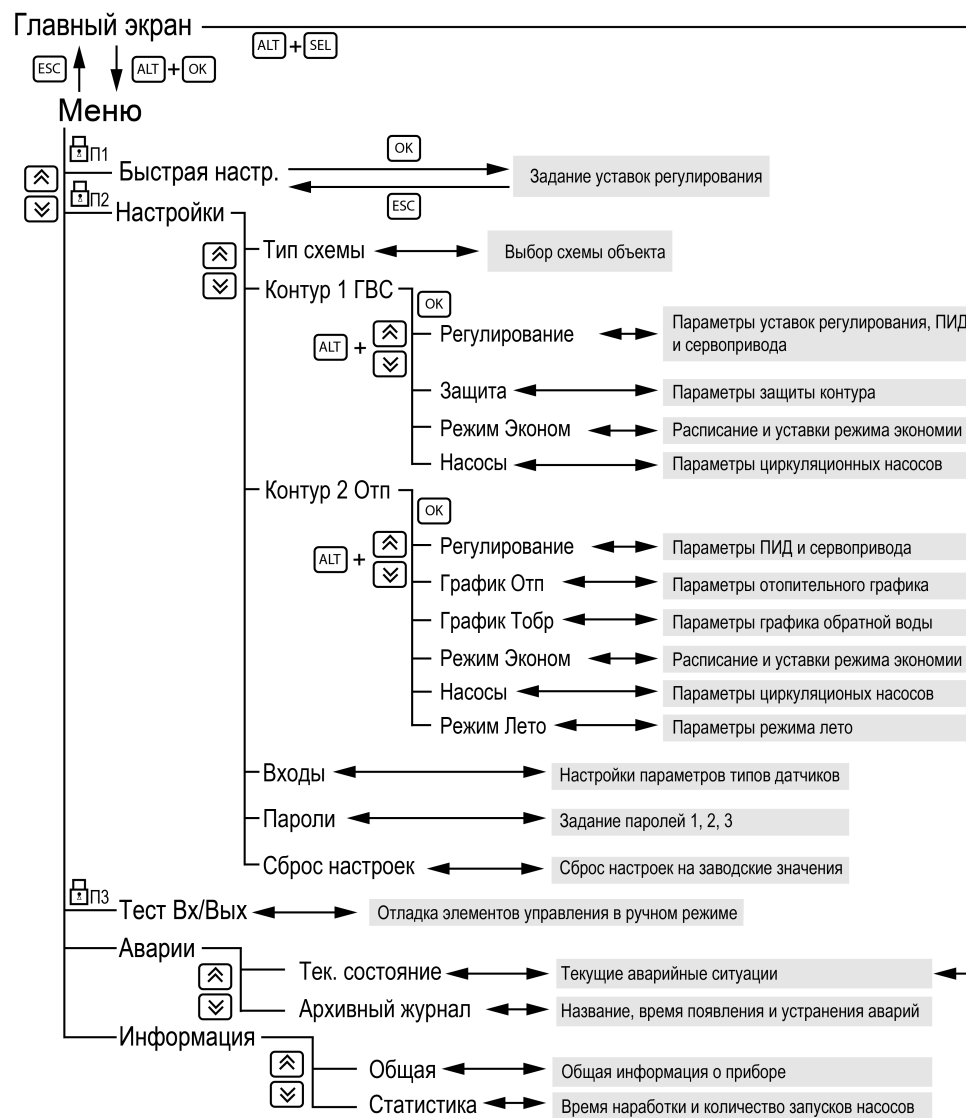 Главный экран
ALT + SEL
ESC ALT + OK
Меню
П1
Быстрая настр.
OK
ESC
Задание уставок регулирования
П2
Настройки
Тип схемы
Выбор схемы объекта
Контур 1 ГВС
OK
ALT +
Регулирование
Параметры уставок регулирования, ПИД
и сервопривода
Защита
Параметры защиты контура
Режим Эконом
Расписание и уставки режима экономии
Насосы
Параметры циркуляционных насосов
Контур 2 Отп
OK
ALT +
Регулирование
Параметры ПИД и сервопривода
График Отп
Параметры отопительного графика
График Тобр
Параметры графика обратной воды
Режим Эконом
Расписание и уставки режима экономии
Насосы
Параметры циркуляционых насосов
Режим Лето
Параметры режима лето
Входы
Настройки параметров типов датчиков
Пароли
Задание паролей 1, 2, 3
Сброс настроек
Сброс настроек на заводские значения
П3
Тест Вх/Вых
Отладка элементов управления в ручном режиме
Аварии
Тек. состояние
Текущие аварийные ситуации
Архивный журнал
Название, время появления и устранения аварий
Информация
Общая
Общая информация о приборе
Статистика
Время наработки и количество запусков насосов